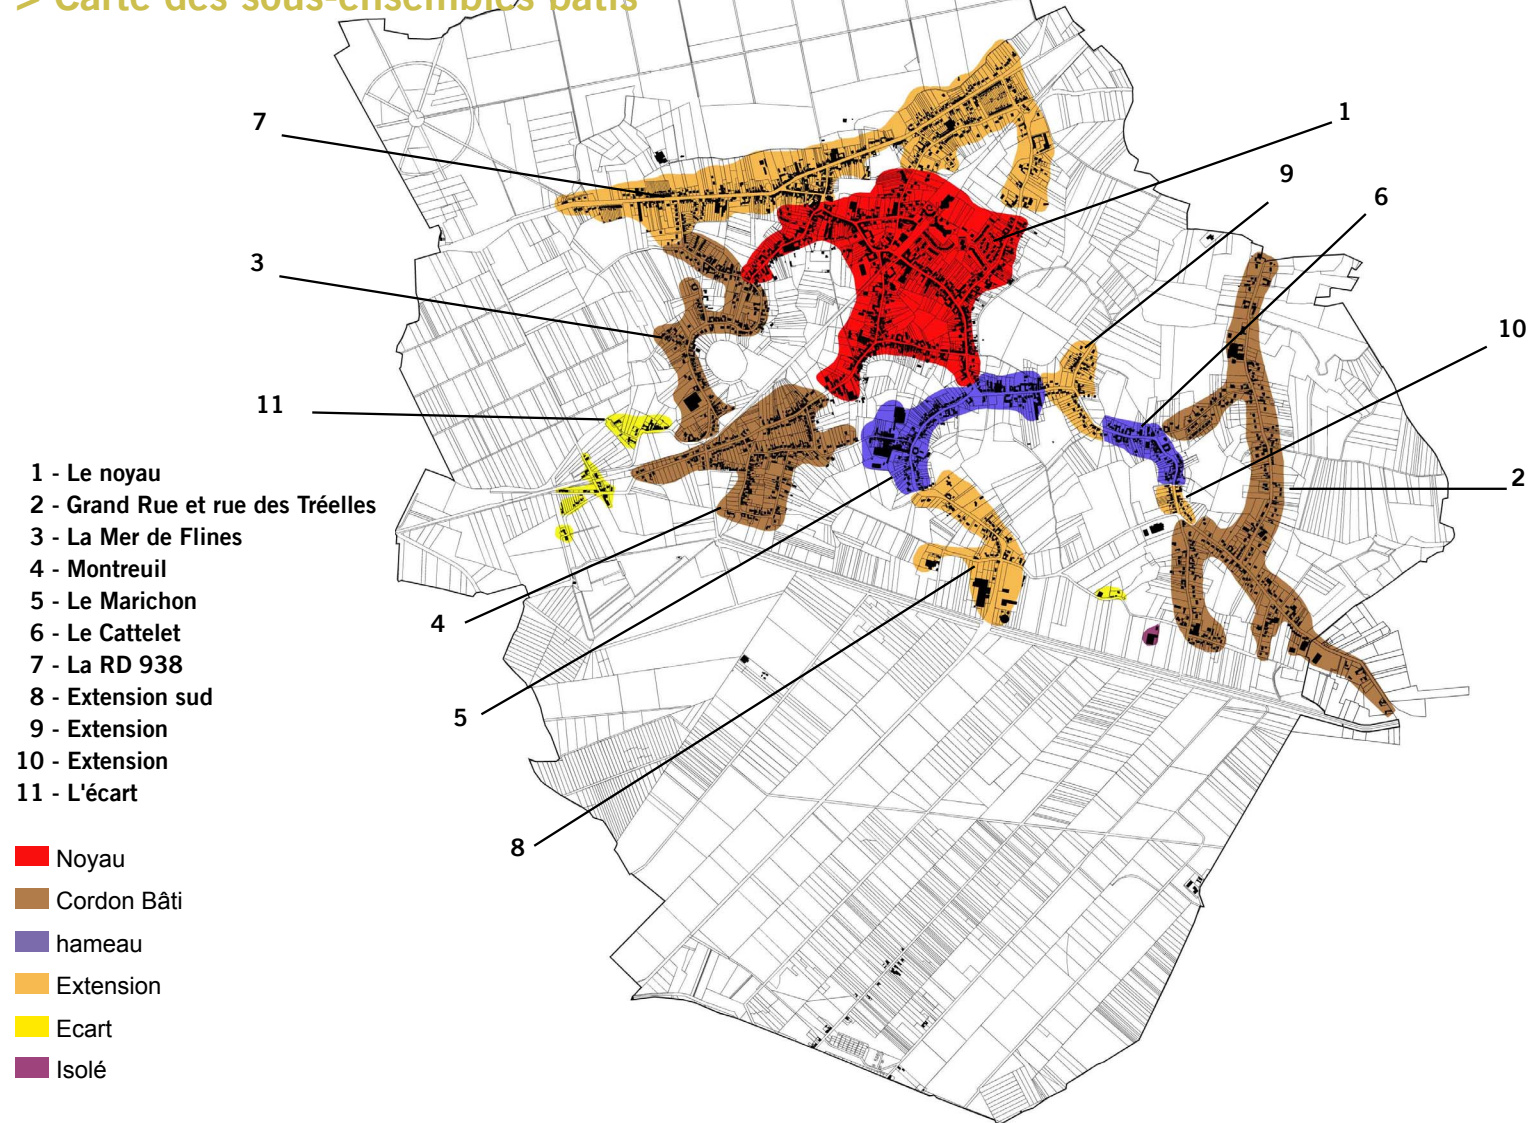 > Carte des sous-ensembles bâtis
7
1
9
6
3
10
11
2
4
5
8
1 - Le noyau
2 - Grand Rue et rue des Tréelles
3 - La Mer de Flines
4 - Montreuil
5 - Le Marichon
6 - Le Cattelet
7 - La RD 938
8 - Extension sud
9 - Extension
10 - Extension
11 - L'écart
Noyau
Cordon Bâti
hameau
Extension
Ecart
Isolé